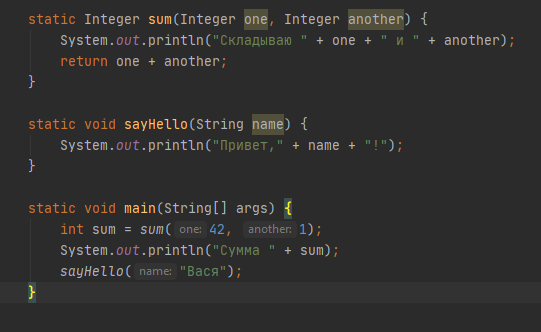 static Integer sum(Integer one, Integer another) {
System.out.println("Складываю " + one + " и " + another);
return one + another;
}
static void sayHello(String name) {
System.out.println("Привет," + name + "!");
}
static void main(String[] args) {
int sum = sum( one: 42, another: 1);
System.out.println("Сумма " + sum);
sayHello( name: "Вася");
}